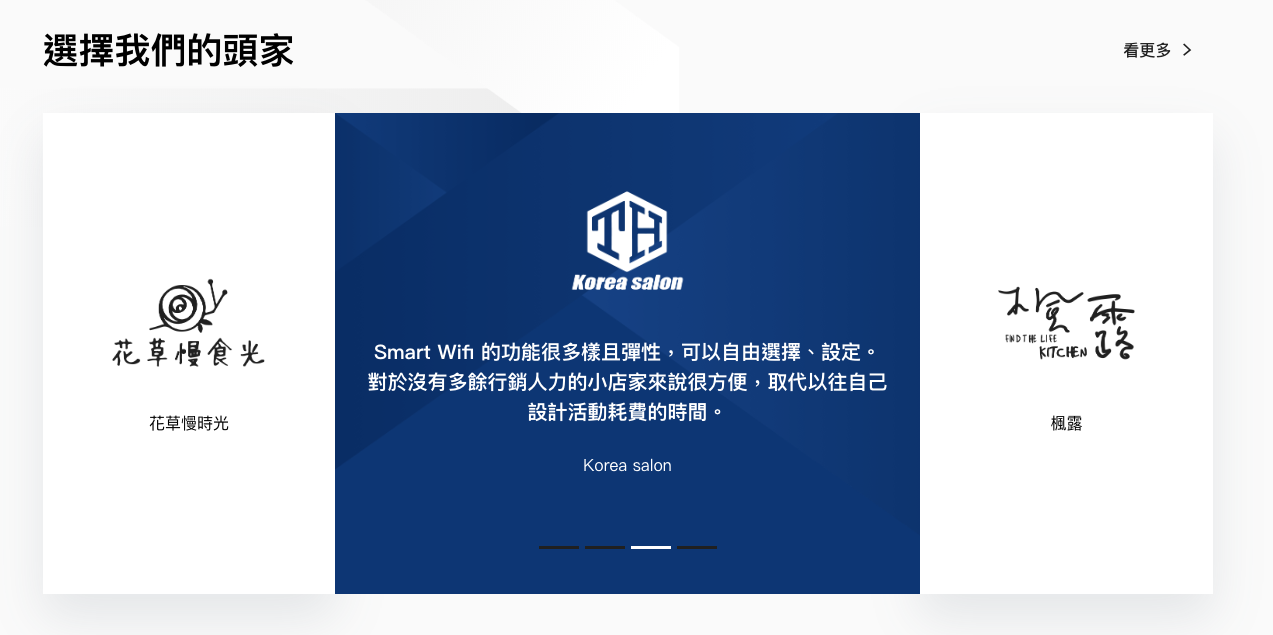 選擇我們的頭家
看更多
花草慢食光
花草慢時光
TH
Korea salon
Smart Wifi 的功能很多樣且彈性，可以自由選擇、設定。
對於沒有多餘行銷人力的小店家來說很方便，取代以往自己
設計活動耗費的時間。
Korea salon
楓露
FIND THE LIFE
KITCHEN
楓露